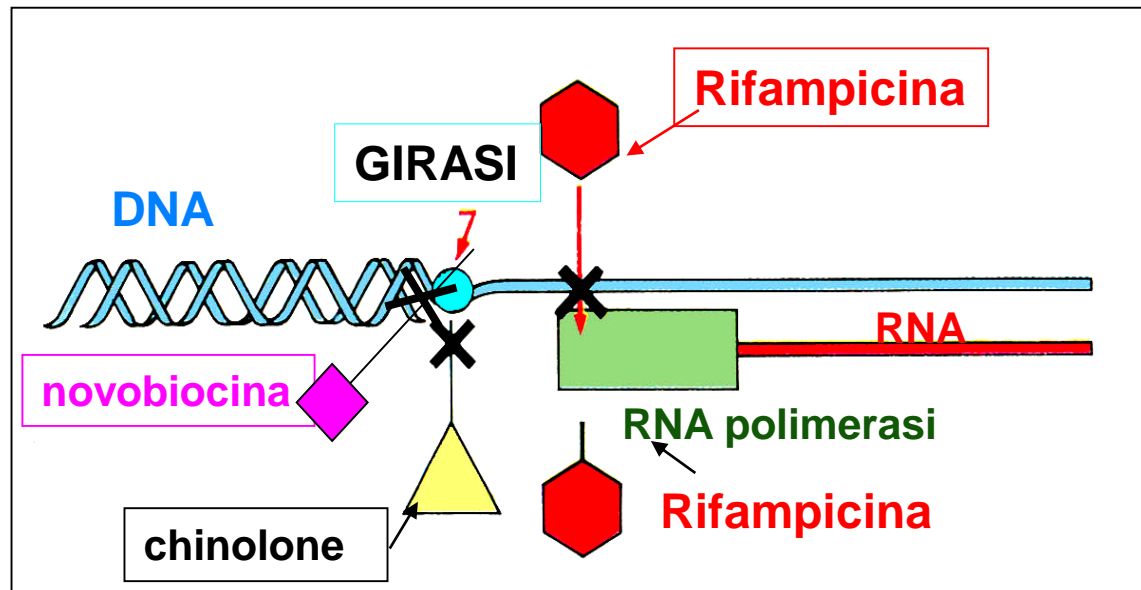 Rifampicina
GIRASI
DNA
RNA
novobiocina
RNA polimerasi
Rifampicina
chinolone